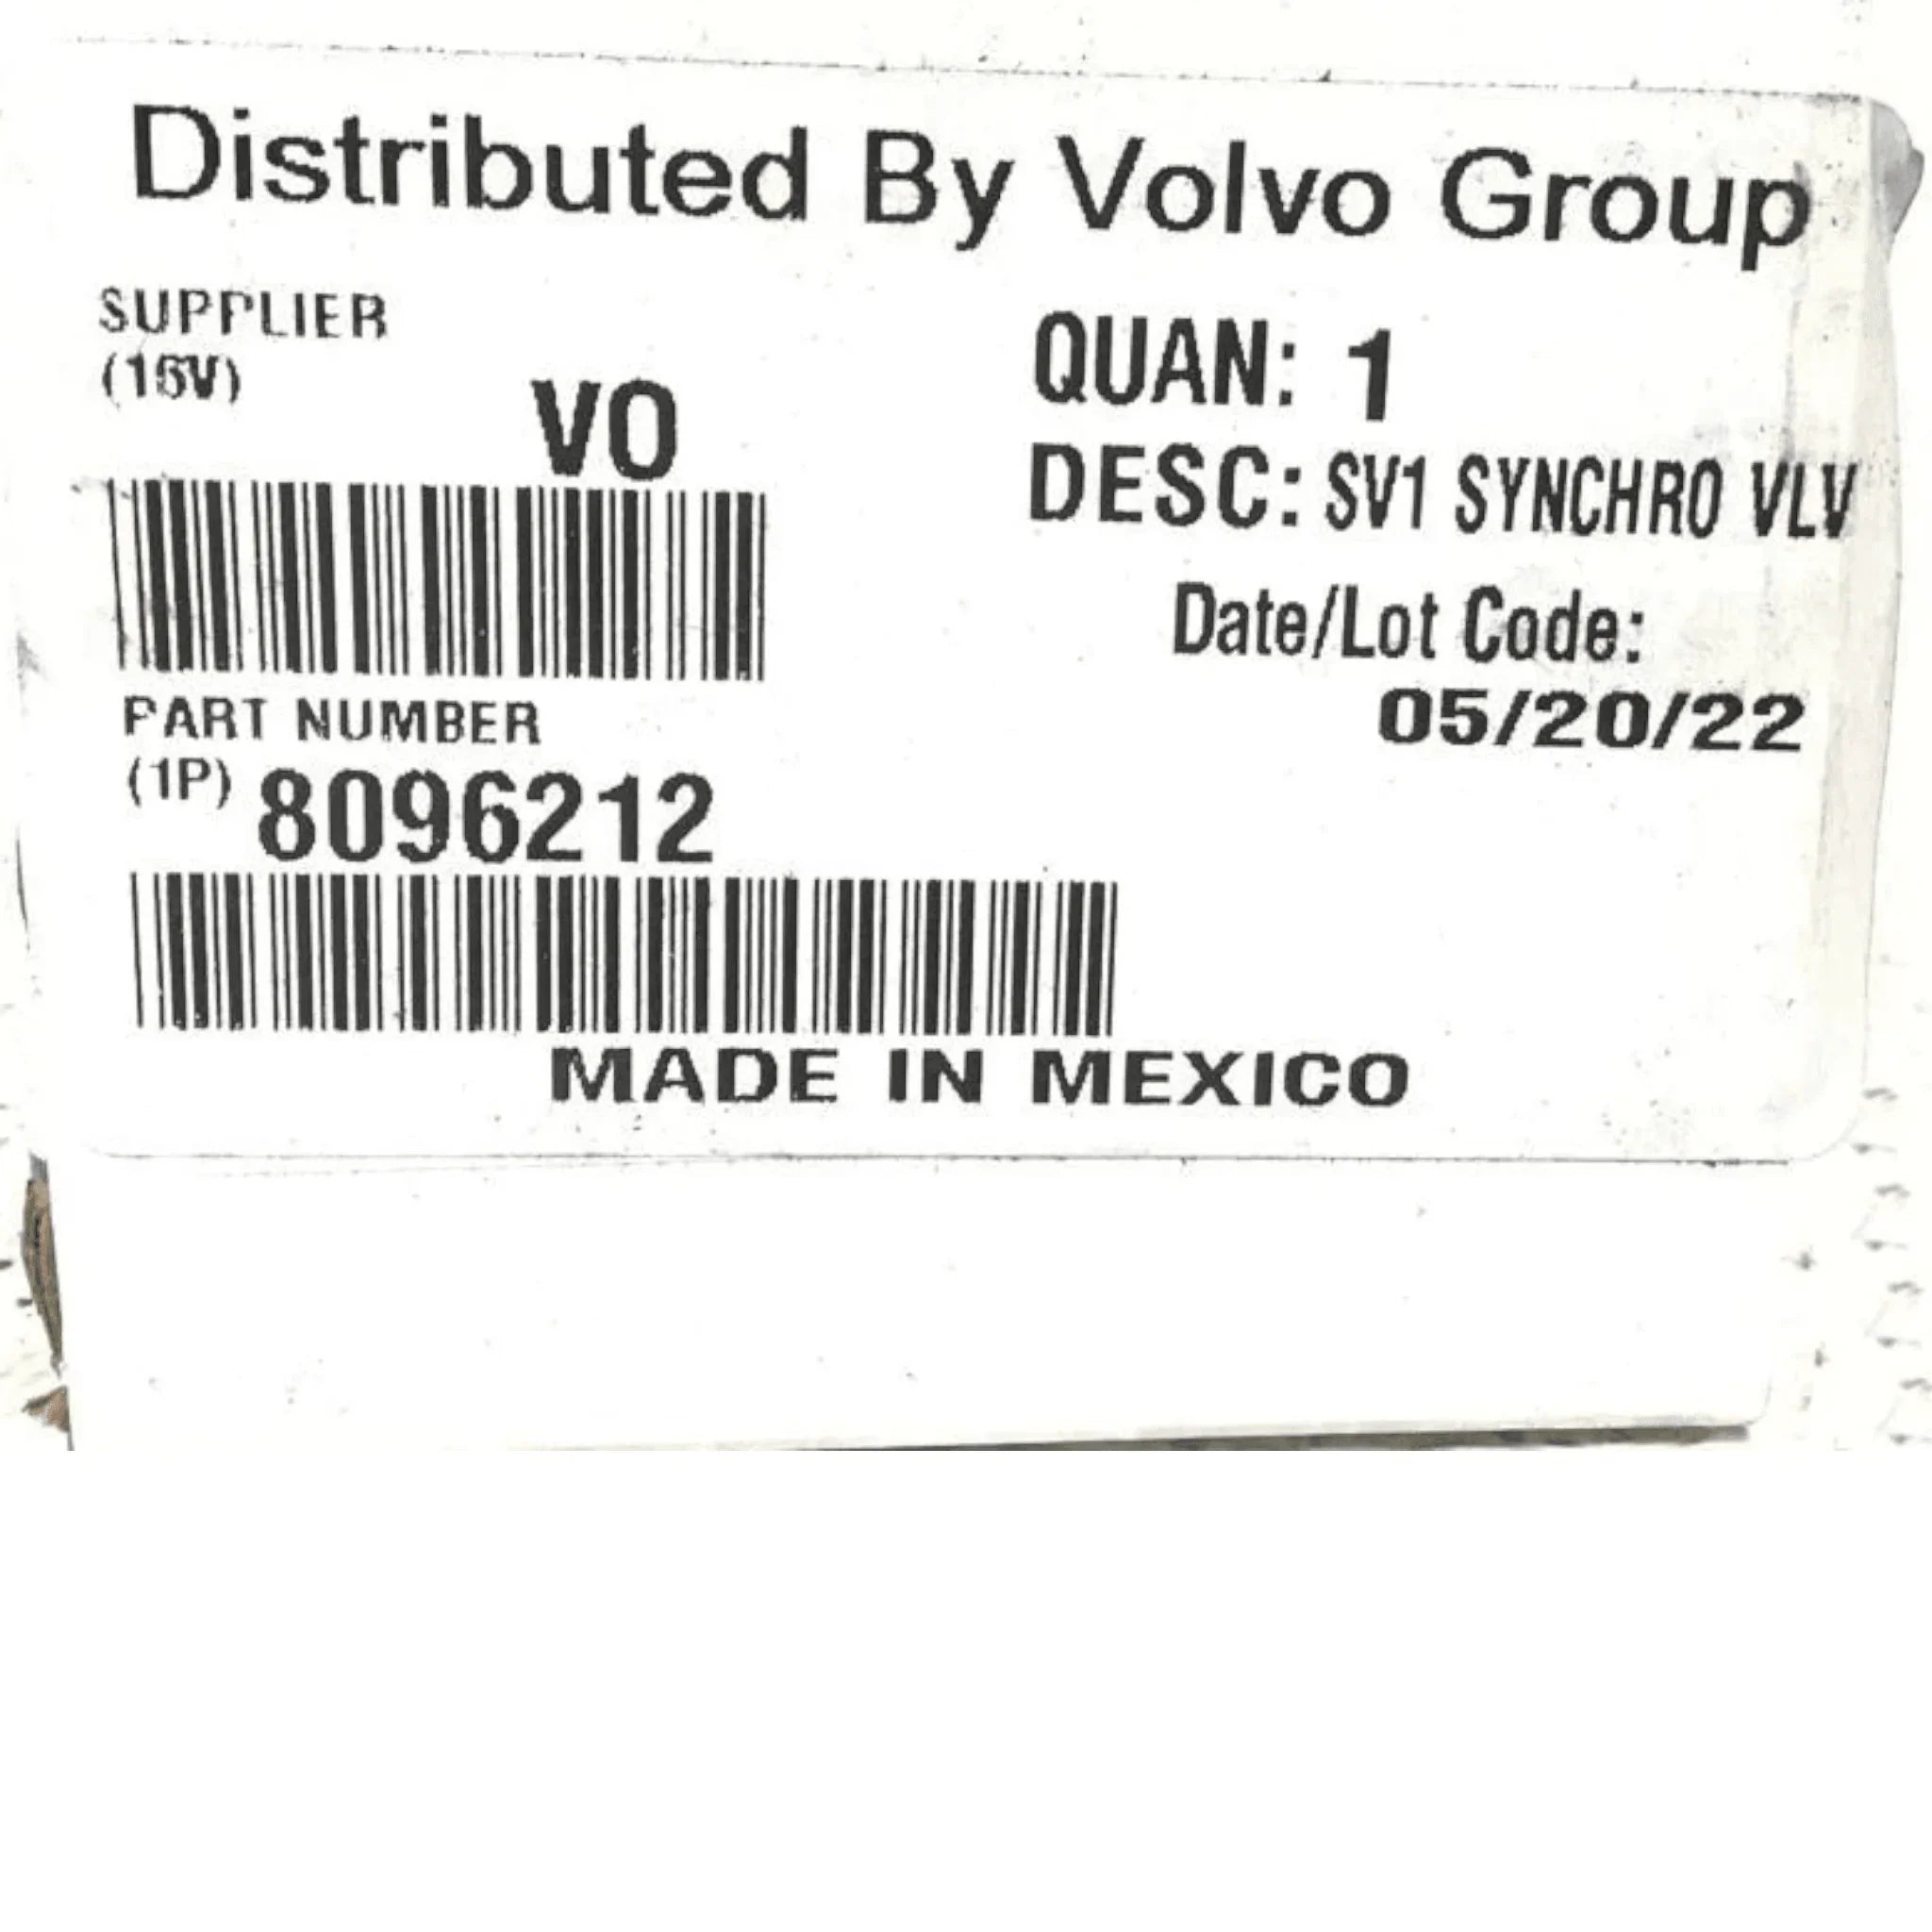 Distributed By Volvo Group
SUPPLIER
(16V)
VO
QUAN: 1
DESC: SV1 SYNCHRO VLV
Date/Lot Code:
05/20/22
PART NUMBER
(1P) 8096212
MADE IN MEXICO